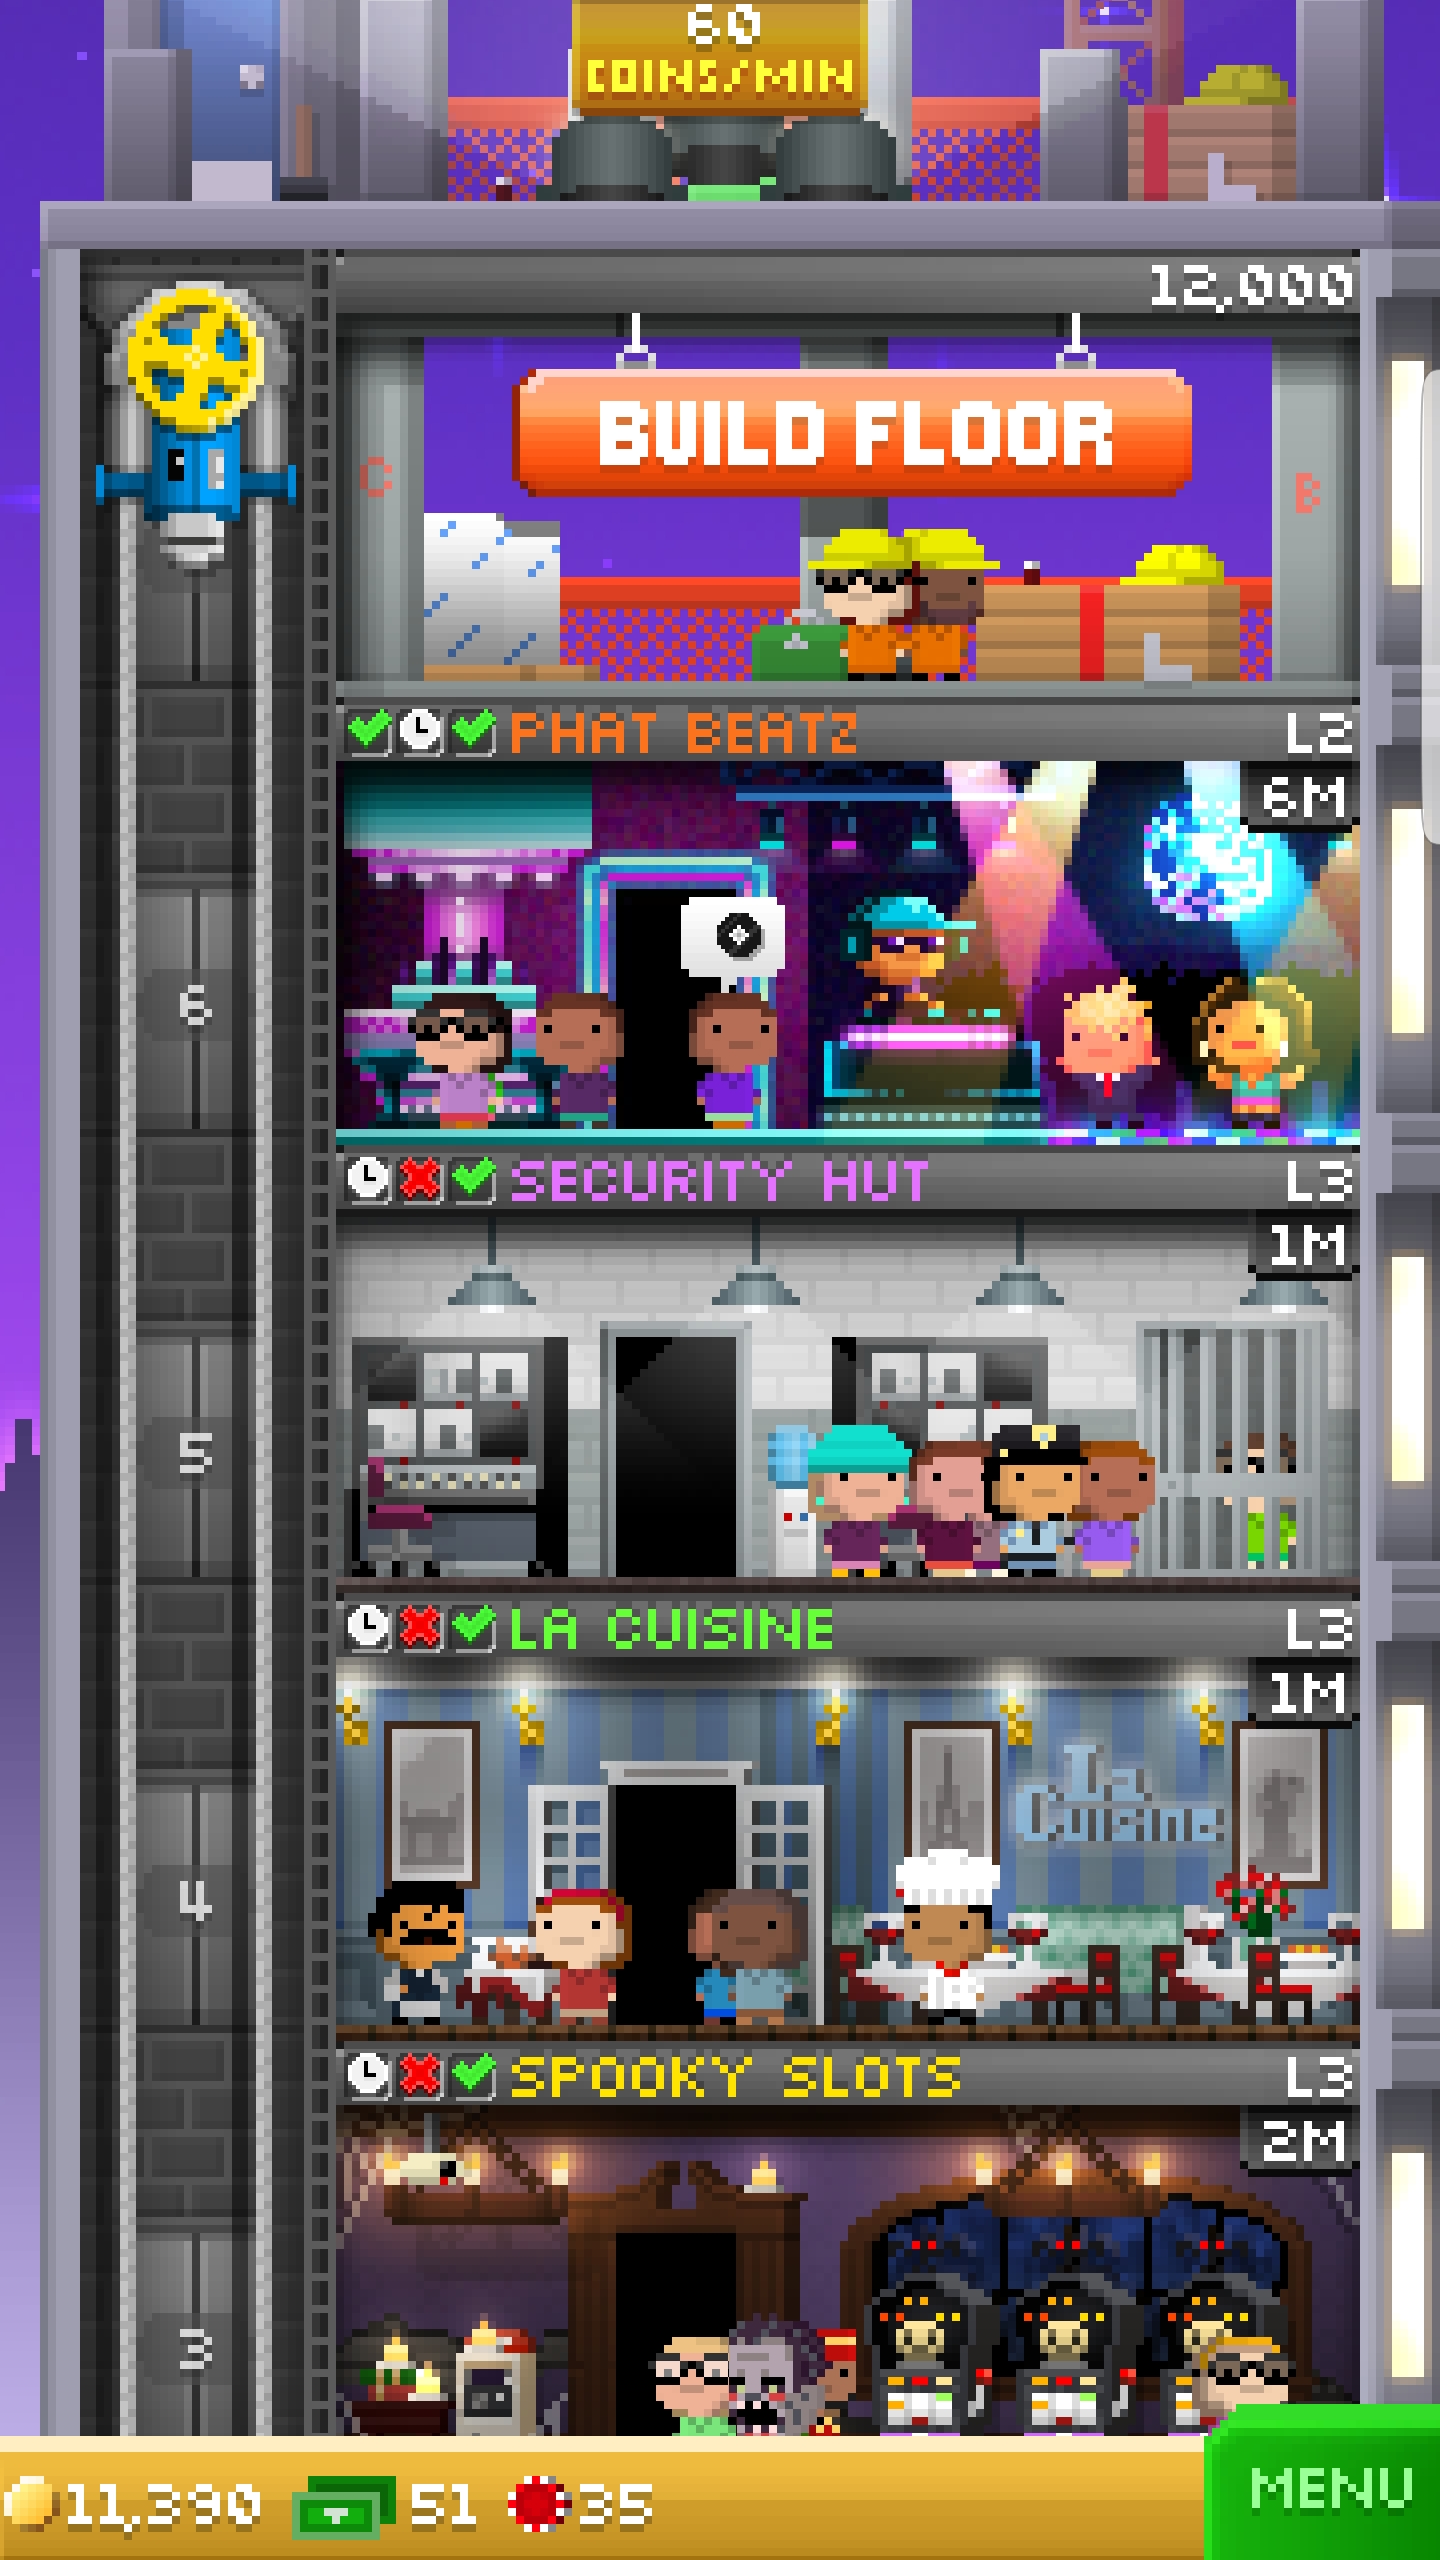 60
COINS/MIN
12,000
BUILD FLOOR
C
B
PHAT BEATZ L2
6M
6
SECURITY HUT L3
1M
5
LA CUISINE L3
1M
La
Cuisine
4
SPOOKY SLOTS L3
2M
3
11,390 51 35
MENU